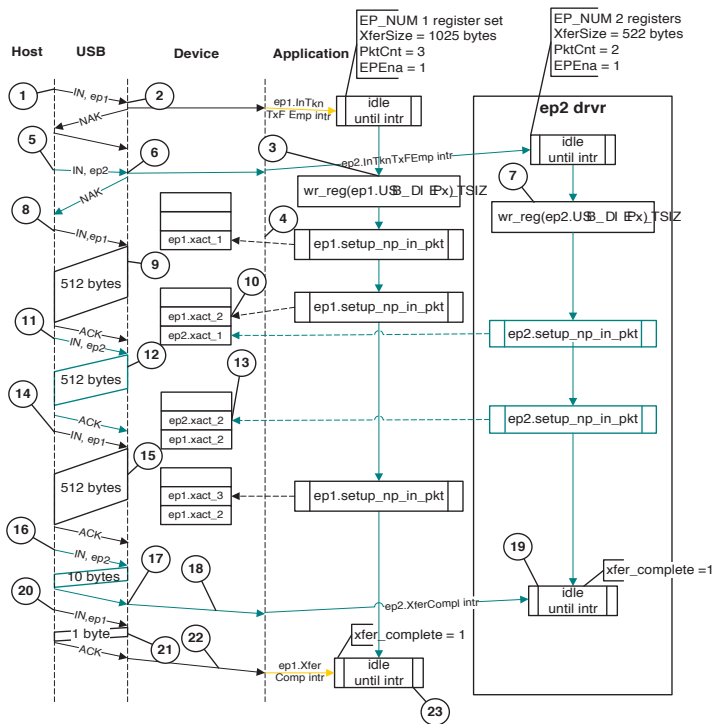 EP_NUM 1 register set
XferSize = 1025 bytes
PktCnt = 3
EPEna = 1
EP_NUM 2 registers
XferSize = 522 bytes
PktCnt = 2
EPEna = 1
Host
USB
Device
Application
1
IN, ep1
2
ep1.InTkn
TxF Emp intr
idle
until intr
ep2 drvr
NAK
5
IN, ep2
6
ep2.InTknTxFEmp intr
idle
until intr
3
NAK
wr_reg(ep1.USB_DIEPx)_TSIZ
7
wr_reg(ep2.USB_DIEPx)_TSIZ
8
IN,ep1
4
ep1.xact_1
ep1.setup_np_in_pkt
9
512 bytes
10
ep1.xact_2
ep1.setup_np_in_pkt
11
ACK
IN, ep2
ep2.xact_1
ep2.setup_np_in_pkt
12
512 bytes
13
14
ACK
IN, ep1
ep2.xact_2
ep1.xact_2
ep2.setup_np_in_pkt
15
512 bytes
ep1.xact_3
ep1.xact_2
ep1.setup_np_in_pkt
16
ACK
IN, ep2
17
18
19
xfer_complete =1
10 bytes
20
ep2.XferCompl intr
idle
until intr
IN,ep1
1 byte
21
22
xfer_complete = 1
ACK
ep1.Xfer
Comp intr
idle
until intr
23